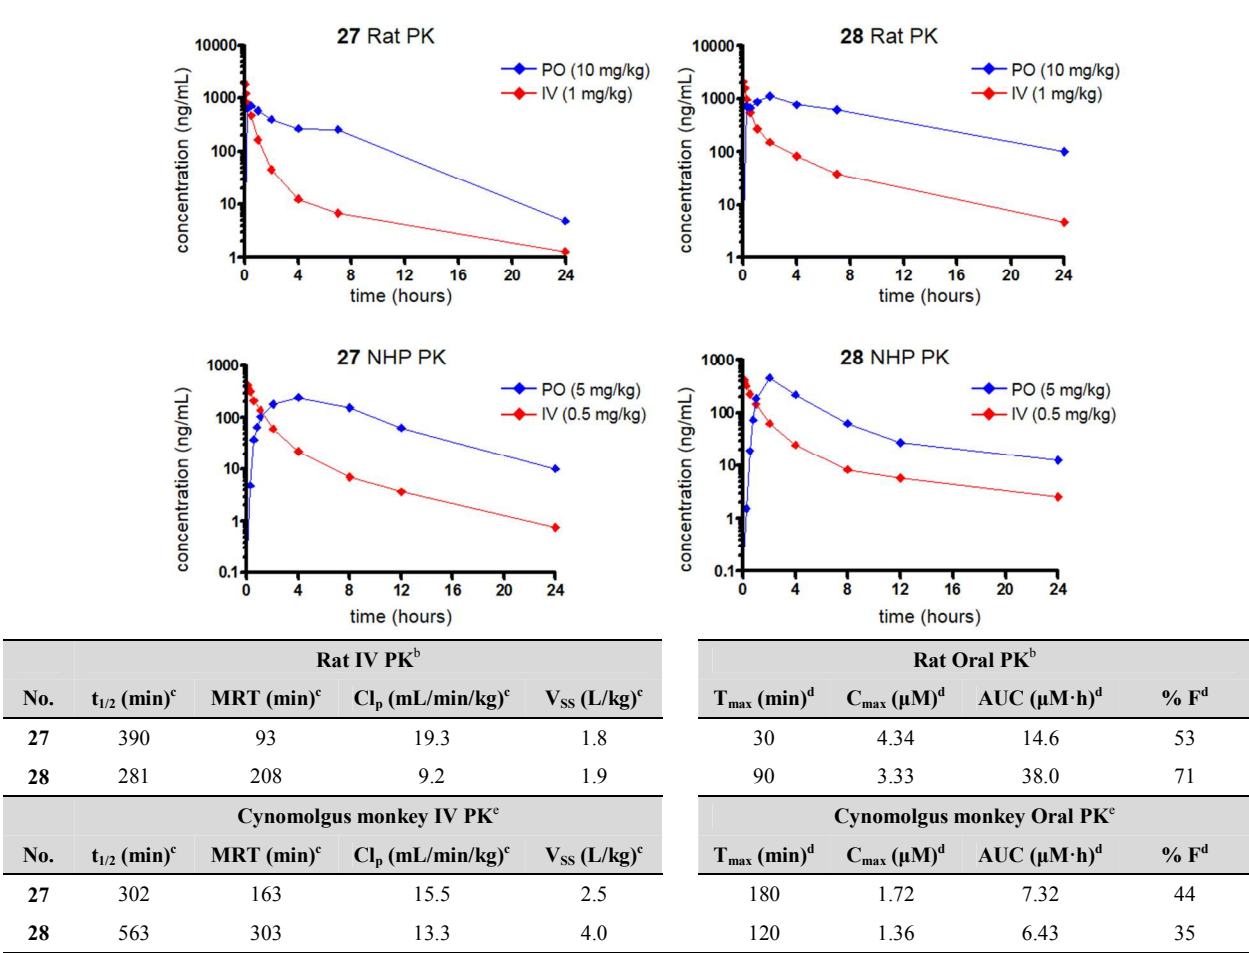 27 Rat PK
10000
1000
100
10
1
concentration (ng/mL)
PO (10 mg/kg)
IV (1 mg/kg)
0 4 8 12 16 20 24
time (hours)
28 Rat PK
10000
1000
100
10
1
concentration (ng/mL)
PO (10 mg/kg)
IV (1 mg/kg)
0 4 8 12 16 20 24
time (hours)
27 NHP PK
1000
100
10
1
0.1
concentration (ng/mL)
PO (5 mg/kg)
IV (0.5 mg/kg)
0 4 8 12 16 20 24
time (hours)
28 NHP PK
1000
100
10
1
0.1
concentration (ng/mL)
PO (5 mg/kg)
IV (0.5 mg/kg)
0 4 8 12 16 20 24
time (hours)
Rat IV PKᵇ Rat Oral PKᵇ
No. t1/2 (min)ᶜ MRT (min)ᶜ Clp (mL/min/kg)ᶜ VSS (L/kg)ᶜ Tmax (min)ᵈ Cmax (µM)ᵈ AUC (µM·h)ᵈ % Fᵈ
27 390 93 19.3 1.8 30 4.34 14.6 53
28 281 208 9.2 1.9 90 3.33 38.0 71
Cynomolgus monkey IV PKᵉ Cynomolgus monkey Oral PKᵉ
No. t1/2 (min)ᶜ MRT (min)ᶜ Clp (mL/min/kg)ᶜ VSS (L/kg)ᶜ Tmax (min)ᵈ Cmax (µM)ᵈ AUC (µM·h)ᵈ % Fᵈ
27 302 163 15.5 2.5 180 1.72 7.32 44
28 563 303 13.3 4.0 120 1.36 6.43 35